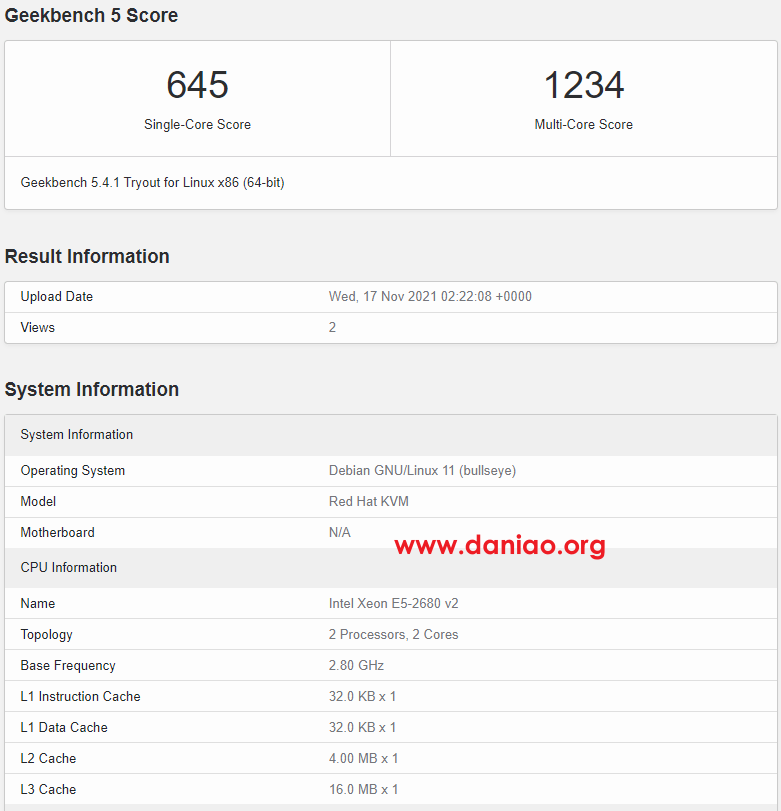 Geekbench 5 Score
645 1234
Single-Core Score Multi-Core Score
Geekbench 5.4.1 Tryout for Linux x86 (64-bit)
Result Information
Upload Date Wed, 17 Nov 2021 02:22:08 +0000
Views 2
System Information
System Information
Operating System Debian GNU/Linux 11 (bullseye)
Model Red Hat KVM
Motherboard N/A
www.daniao.org
CPU Information
Name Intel Xeon E5-2680 v2
Topology 2 Processors, 2 Cores
Base Frequency 2.80 GHz
L1 Instruction Cache 32.0 KB x 1
L1 Data Cache 32.0 KB x 1
L2 Cache 4.00 MB x 1
L3 Cache 16.0 MB x 1